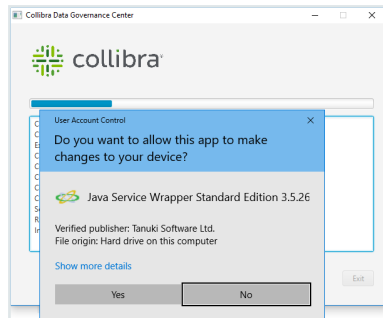 Collibra Data Governance Center
collibra
User Account Control
Do you want to allow this app to make
changes to your device?
Java Service Wrapper Standard Edition 3.5.26
Verified publisher: Tanuki Software Ltd.
File origin: Hard drive on this computer
Show more details
Yes
No
Exit